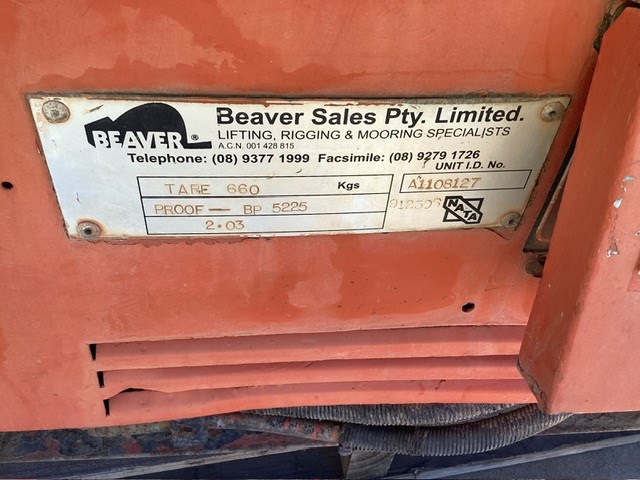 BEAVER®
Beaver Sales Pty. Limited.
LIFTING, RIGGING & MOORING SPECIALISTS
A.C.N. 001 428 815
Telephone: (08) 9377 1999 Facsimile: (08) 9279 1726
UNIT I.D. No.
TARE 660 Kgs
A1108127
PROOF — BP 5225
NATA
2·03